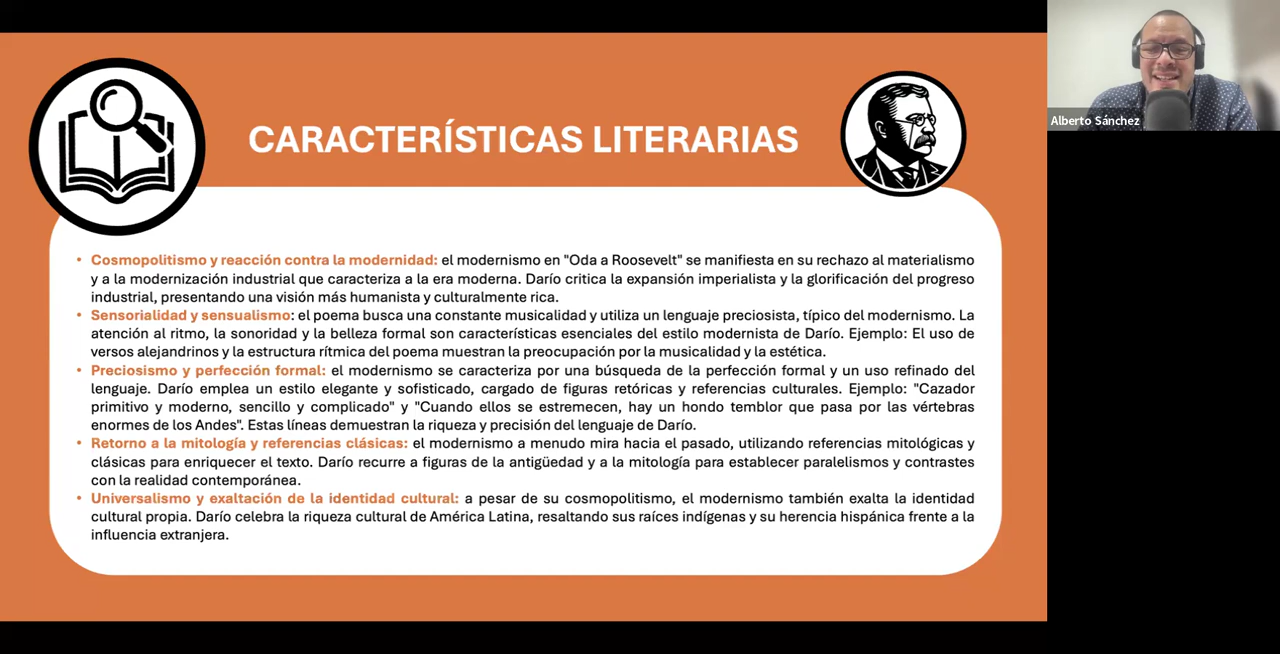 CARACTERÍSTICAS LITERARIAS
Alberto Sánchez
• Cosmopolitismo y reacción contra la modernidad: el modernismo en "Oda a Roosevelt" se manifiesta en su rechazo al materialismo
y a la modernización industrial que caracteriza a la era moderna. Darío critica la expansión imperialista y la glorificación del progreso
industrial, presentando una visión más humanista y culturalmente rica.
• Sensorialidad y sensualismo: el poema busca una constante musicalidad y utiliza un lenguaje preciosista, típico del modernismo. La
atención al ritmo, la sonoridad y la belleza formal son características esenciales del estilo modernista de Darío. Ejemplo: El uso de
versos alejandrinos y la estructura rítmica del poema muestran la preocupación por la musicalidad y la estética.
• Preciosismo y perfección formal: el modernismo se caracteriza por una búsqueda de la perfección formal y un uso refinado del
lenguaje. Darío emplea un estilo elegante y sofisticado, cargado de figuras retóricas y referencias culturales. Ejemplo: "Cazador
primitivo y moderno, sencillo y complicado" y "Cuando ellos se estremecen, hay un hondo temblor que pasa por las vértebras
enormes de los Andes". Estas líneas demuestran la riqueza y precisión del lenguaje de Darío.
• Retorno a la mitología y referencias clásicas: el modernismo a menudo mira hacia el pasado, utilizando referencias mitológicas y
clásicas para enriquecer el texto. Darío recurre a figuras de la antigüedad y a la mitología para establecer paralelismos y contrastes
con la realidad contemporánea.
• Universalismo y exaltación de la identidad cultural: a pesar de su cosmopolitismo, el modernismo también exalta la identidad
cultural propia. Darío celebra la riqueza cultural de América Latina, resaltando sus raíces indígenas y su herencia hispánica frente a la
influencia extranjera.